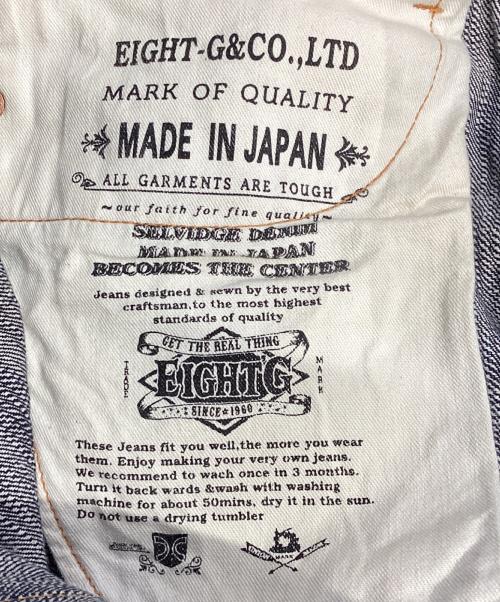 EIGHT-G&CO.,LTD
MARK OF QUALITY
MADE IN JAPAN
ALL GARMENTS ARE TOUGH
~our faith for fine quality~
SELVIDGE DENIM
MADE IN JAPAN
BECOMES THE CENTER
Jeans designed & sewn by the very best
craftsman,to the most highest
standards of quality
GET THE REAL THING
TRADE
EIGHTG
MARK
SINCE★1960
These Jeans fit you well,the more you wear
them. Enjoy making your very own jeans.
We recommend to wach once in 3 months.
Turn it back wards &wash with washing
machine for about 50mins, dry it in the sun.
Do not use a drying tumbler
MARK